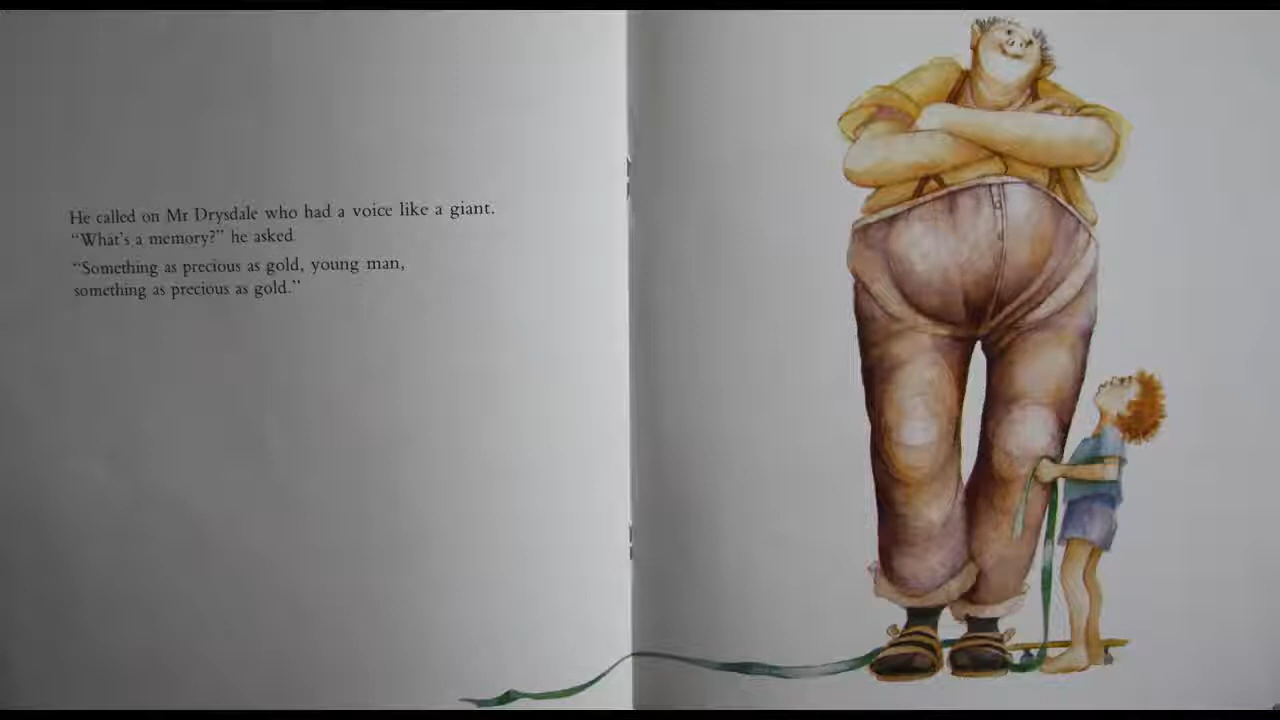 He called on Mr Drysdale who had a voice like a giant.
“What's a memory?” he asked
“Something as precious as gold, young man,
something as precious as gold.”